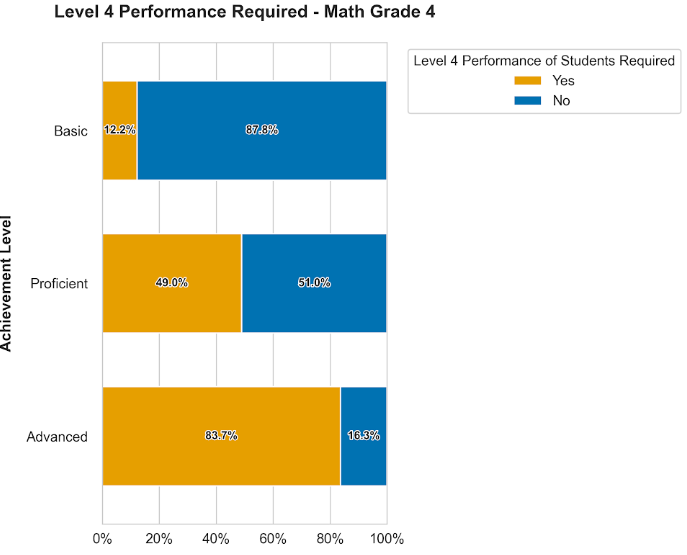 Level 4 Performance Required - Math Grade 4
Level 4 Performance of Students Required
Yes
No
Achievement Level
Basic
12.2%
87.8%
Proficient
49.0%
51.0%
Advanced
83.7%
16.3%
0%
20%
40%
60%
80%
100%